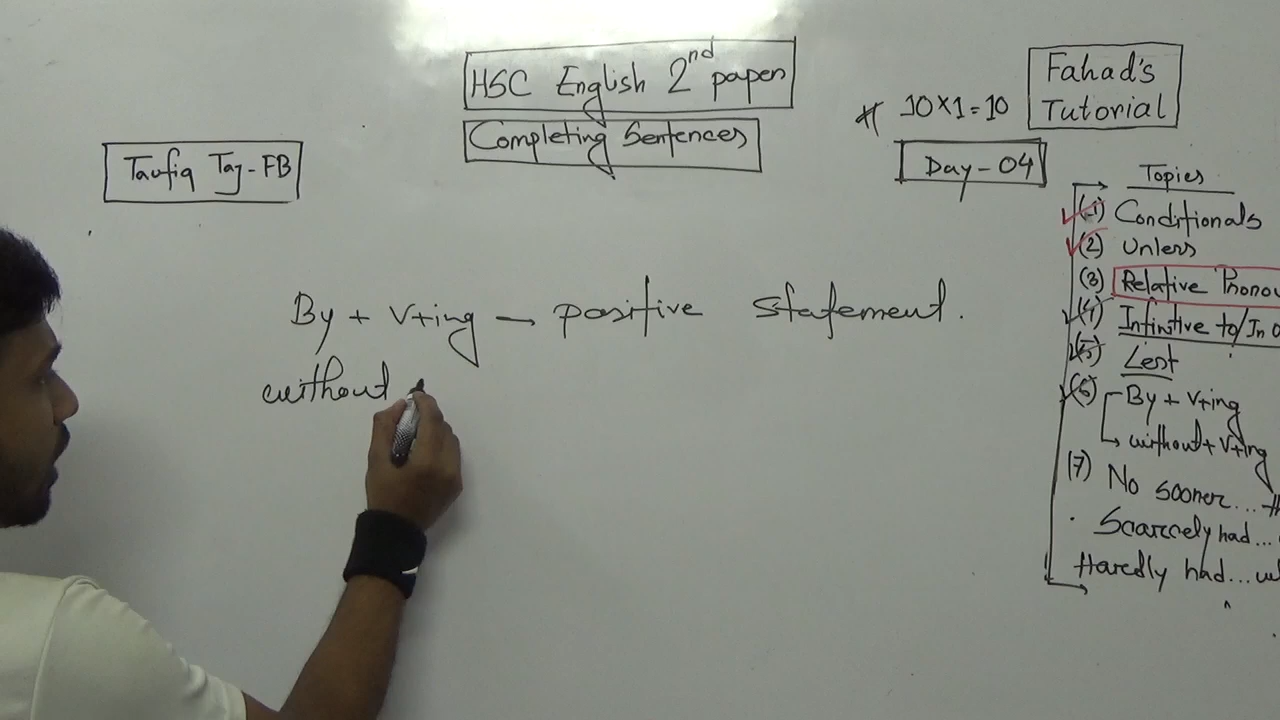 HSC English 2nd paper
Completing Sentences
* 10×1=10
Fahad's
Tutorial
Taufiq Taj-FB
Day-04
Topics
(1) Conditionals
(2) Unless
(3) Relative Pronou
(4) Infinitive to/In o
(5) Lest
(6) By + V+ing
without + V+ing
(7) No sooner... th
Scarcely had...
Hardly had... w
By + V+ing — positive statement.
without